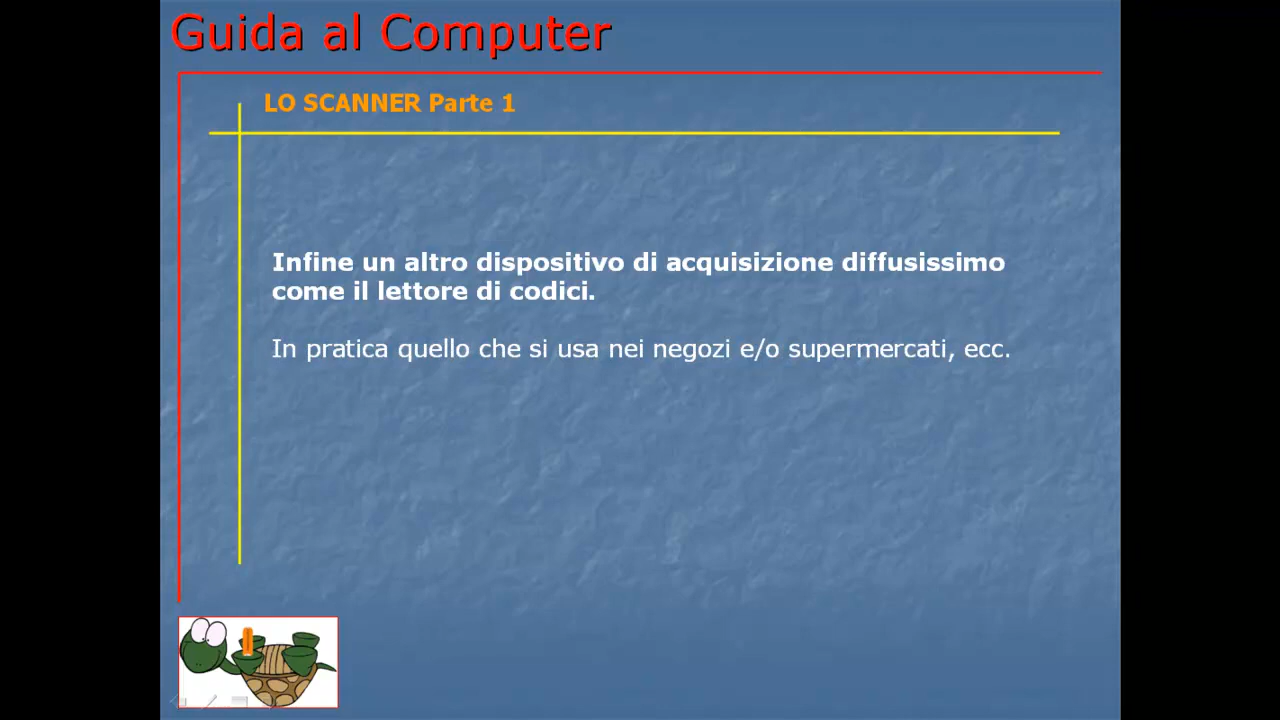 Guida al Computer
LO SCANNER Parte 1
Infine un altro dispositivo di acquisizione diffusissimo
come il lettore di codici.
In pratica quello che si usa nei negozi e/o supermercati, ecc.